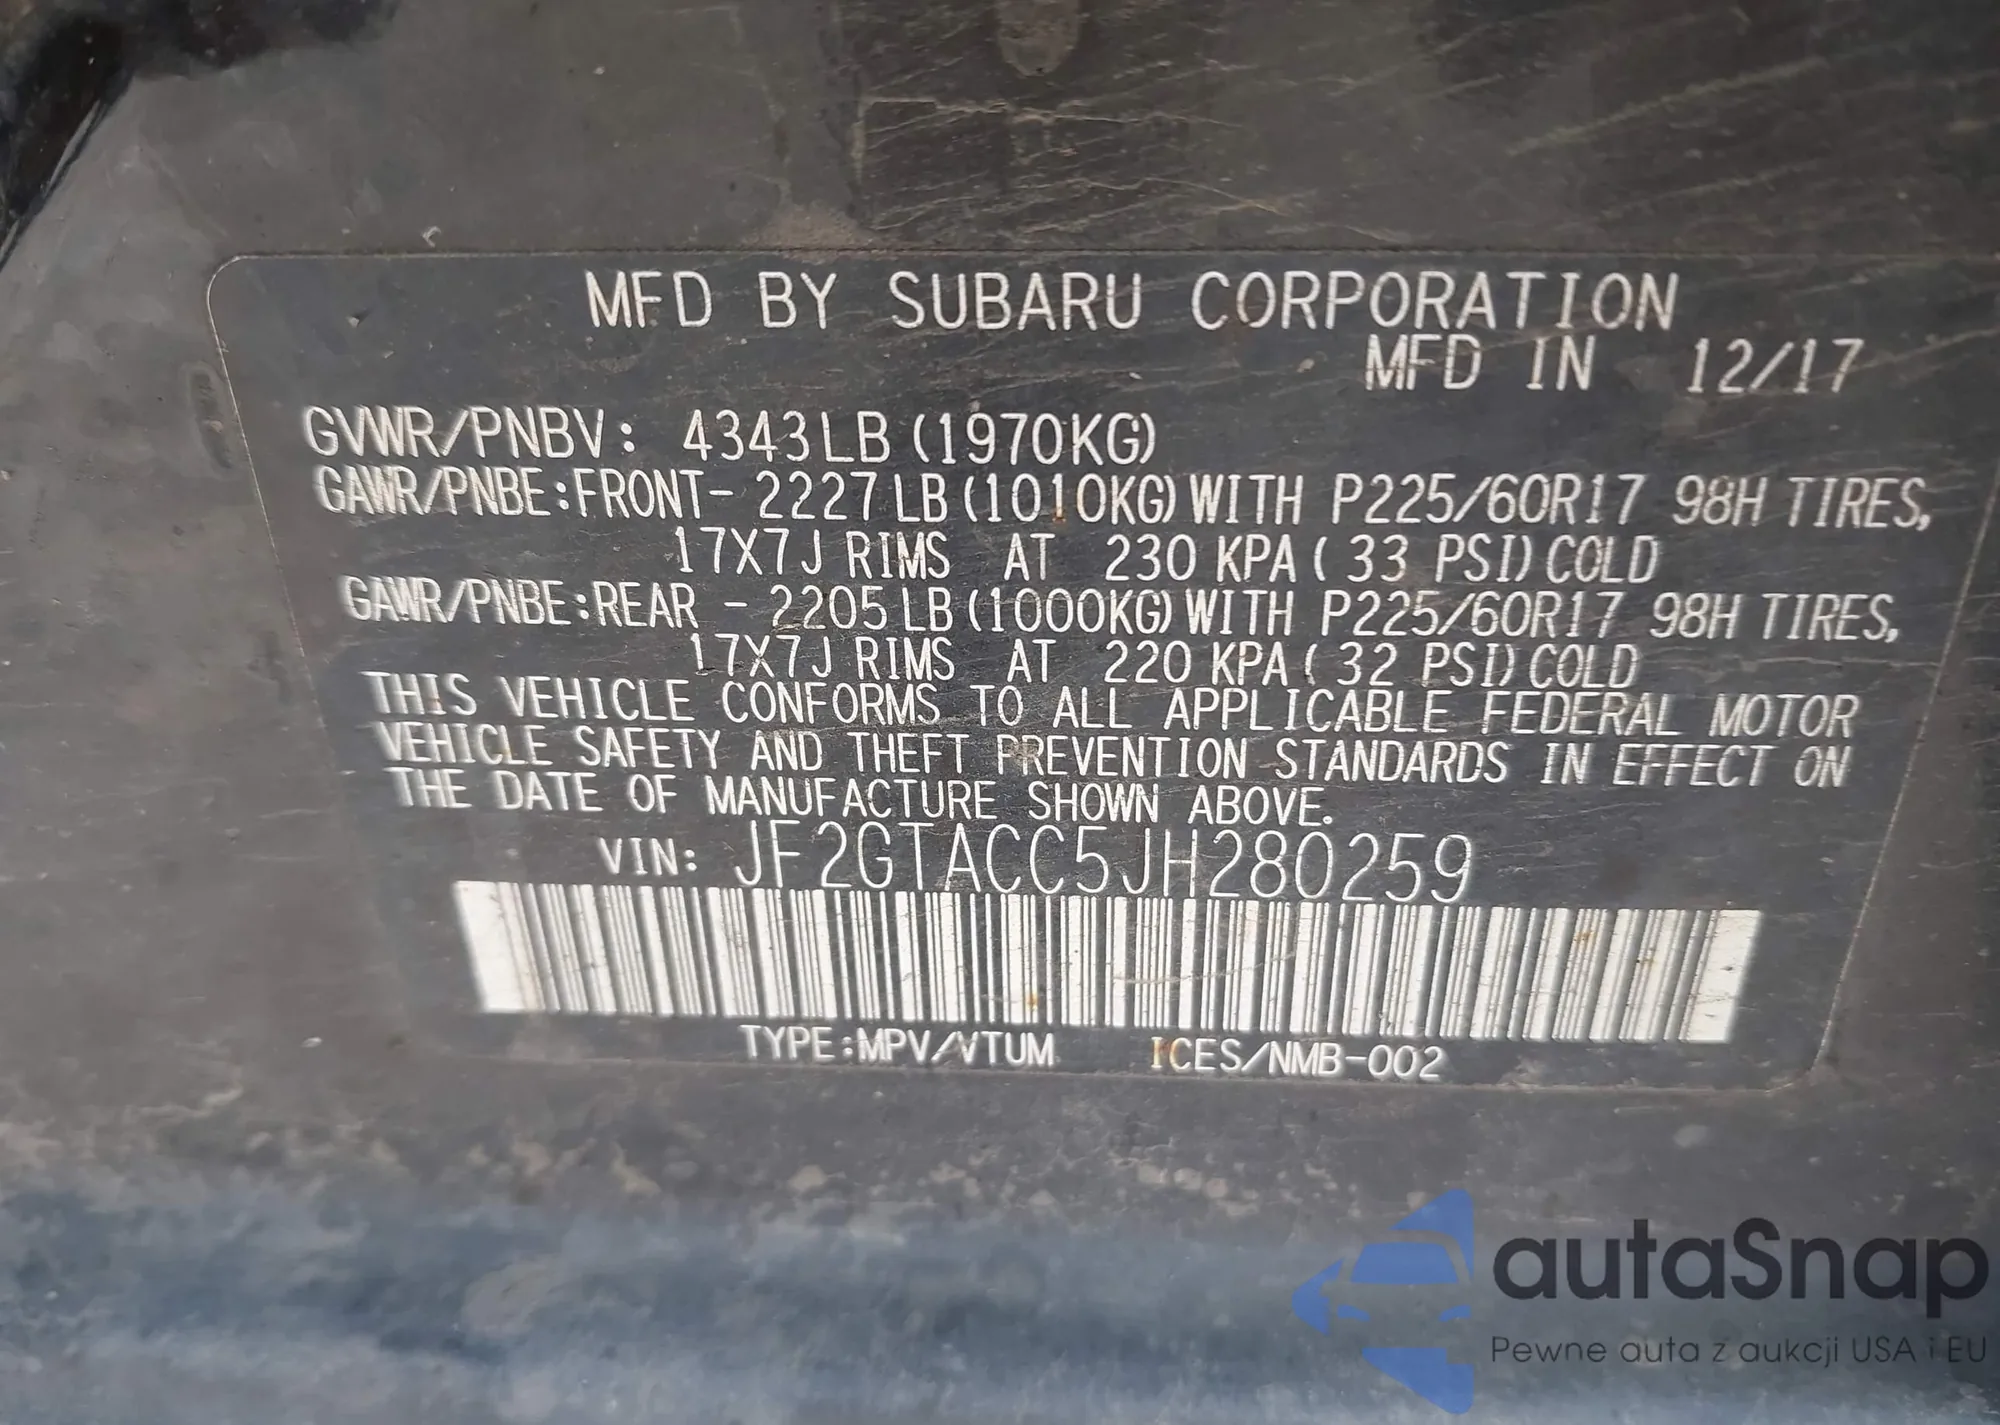 MFD BY SUBARU CORPORATION
MFD IN 12/17
GVWR/PNBV: 4343LB (1970KG)
GAWR/PNBE:FRONT- 2227 LB (1010KG) WITH P225/60R17 98H TIRES,
17X7J RIMS AT 230 KPA ( 33 PSI) COLD
GAWR/PNBE:REAR - 2205 LB (1000KG) WITH P225/60R17 98H TIRES,
17X7J RIMS AT 220 KPA ( 32 PSI) COLD
THIS VEHICLE CONFORMS TO ALL APPLICABLE FEDERAL MOTOR
VEHICLE SAFETY AND THEFT PREVENTION STANDARDS IN EFFECT ON
THE DATE OF MANUFACTURE SHOWN ABOVE.
VIN: JF2GTACC5JH280259
TYPE:MPV/VTUM ICES/NMB-002
autaSnap
Pewne auta z aukcji USA i EU